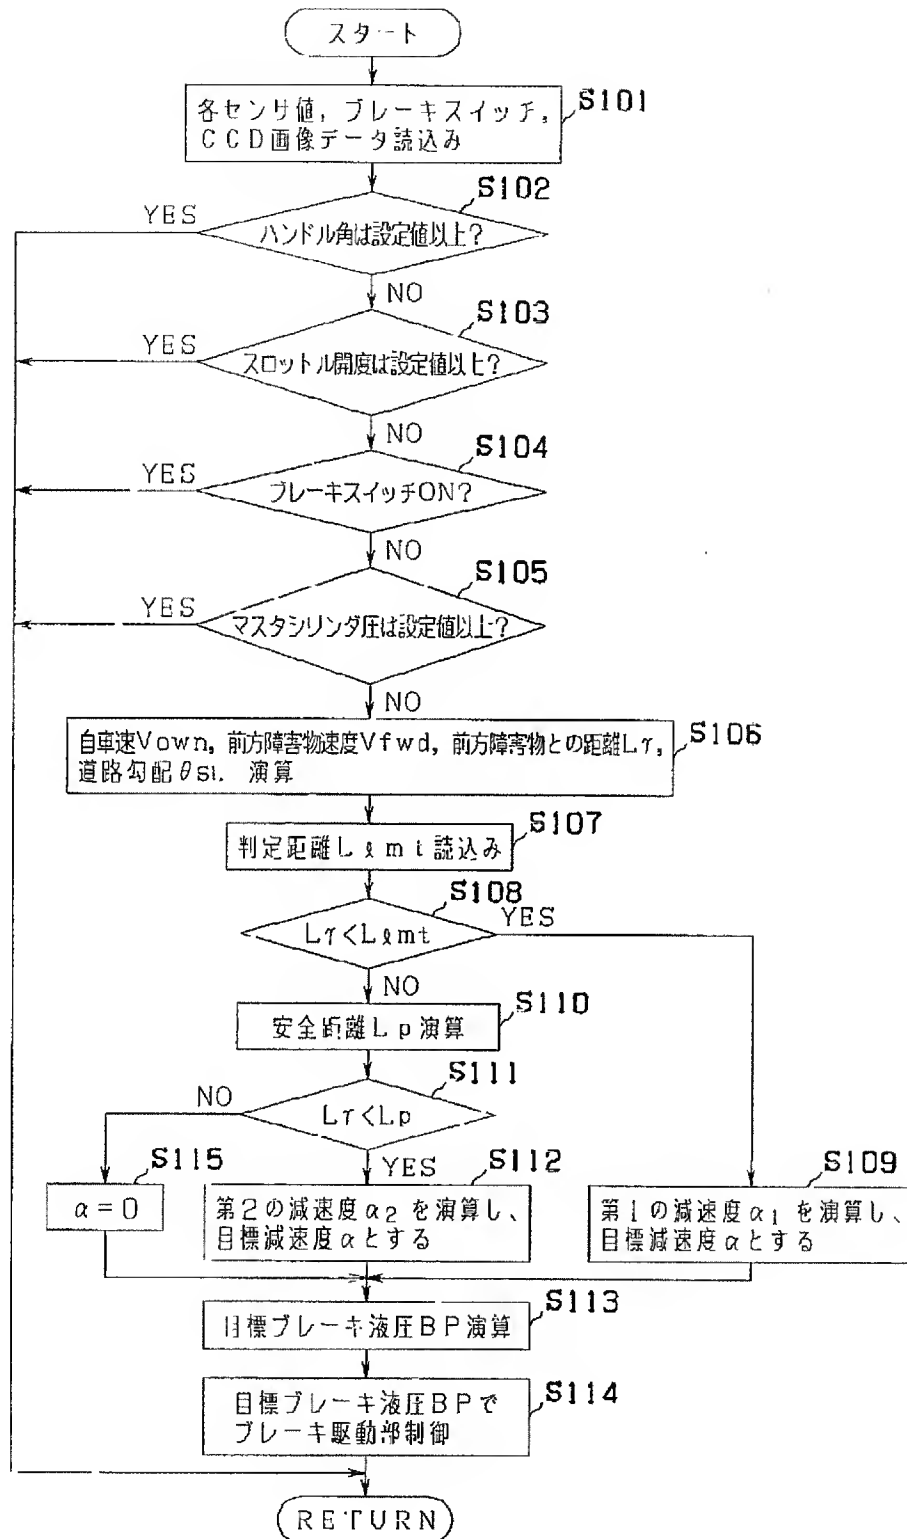 スタート
S101
各センサ値，ブレーキスイッチ，
CCD画像データ読込み
S102
YES
ハンドル角は設定値以上？
NO
S103
YES
スロットル開度は設定値以上？
NO
S104
YES
ブレーキスイッチON？
NO
S105
YES
マスタシリンダ圧は設定値以上？
NO
S106
自車速Vown，前方障害物速度Vfwd，前方障害物との距離Lr，
道路勾配θSL 演算
S107
判定距離Lℓmt読込み
S108
YES
Lr<Lℓmt
NO
S110
安全距離Lp演算
S111
NO
Lr<Lp
YES
S115
α=0
S112
第2の減速度α2を演算し、
目標減速度αとする
S109
第1の減速度α1を演算し、
目標減速度αとする
S113
目標ブレーキ液圧BP演算
S114
目標ブレーキ液圧BPで
ブレーキ駆動部制御
RETURN